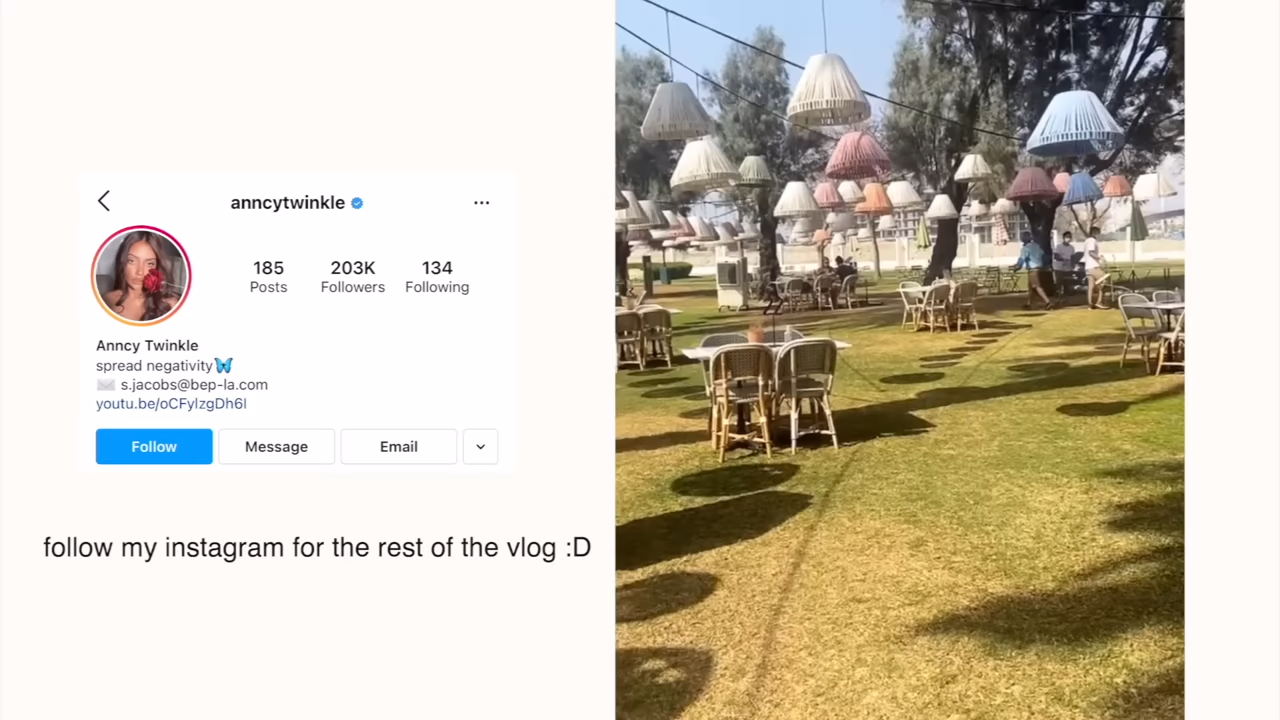 anncytwinkle
185 203K 134
Posts Followers Following
Anncy Twinkle
spread negativity🦋
✉️ s.jacobs@bep-la.com
youtu.be/oCFyIzgDh6I
Follow Message Email
follow my instagram for the rest of the vlog :D